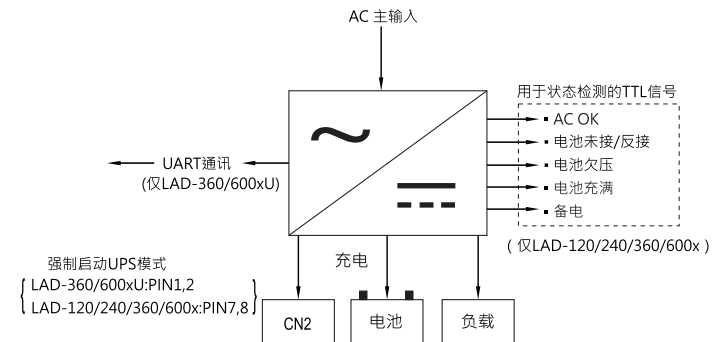 AC 主输入
用于状态检测的TTL信号
AC OK
电池未接/反接
电池欠压
电池充满
备电
(仅LAD-120/240/360/600x)
UART通讯
(仅LAD-360/600xU)
强制启动UPS模式
LAD-360/600xU:PIN1,2
LAD-120/240/360/600x:PIN7,8
充电
CN2
电池
负载